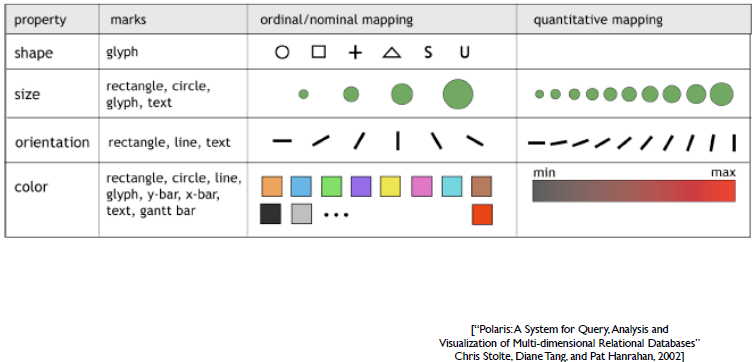 property marks ordinal/nominal mapping quantitative mapping
shape glyph S U
size rectangle, circle,
glyph, text
orientation rectangle, line, text
color rectangle, circle, line,
glyph, y-bar, x-bar,
text, gantt bar
min max
["Polaris: A System for Query, Analysis and
Visualization of Multi-dimensional Relational Databases"
Chris Stolte, Diane Tang, and Pat Hanrahan, 2002]